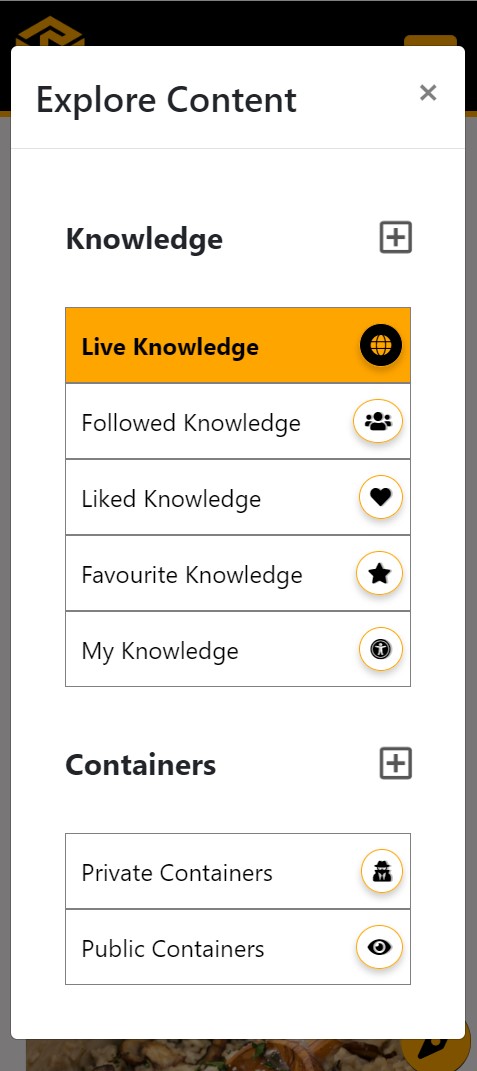 Explore Content
×
Knowledge
Live Knowledge
Followed Knowledge
Liked Knowledge
Favourite Knowledge
My Knowledge
Containers
Private Containers
Public Containers